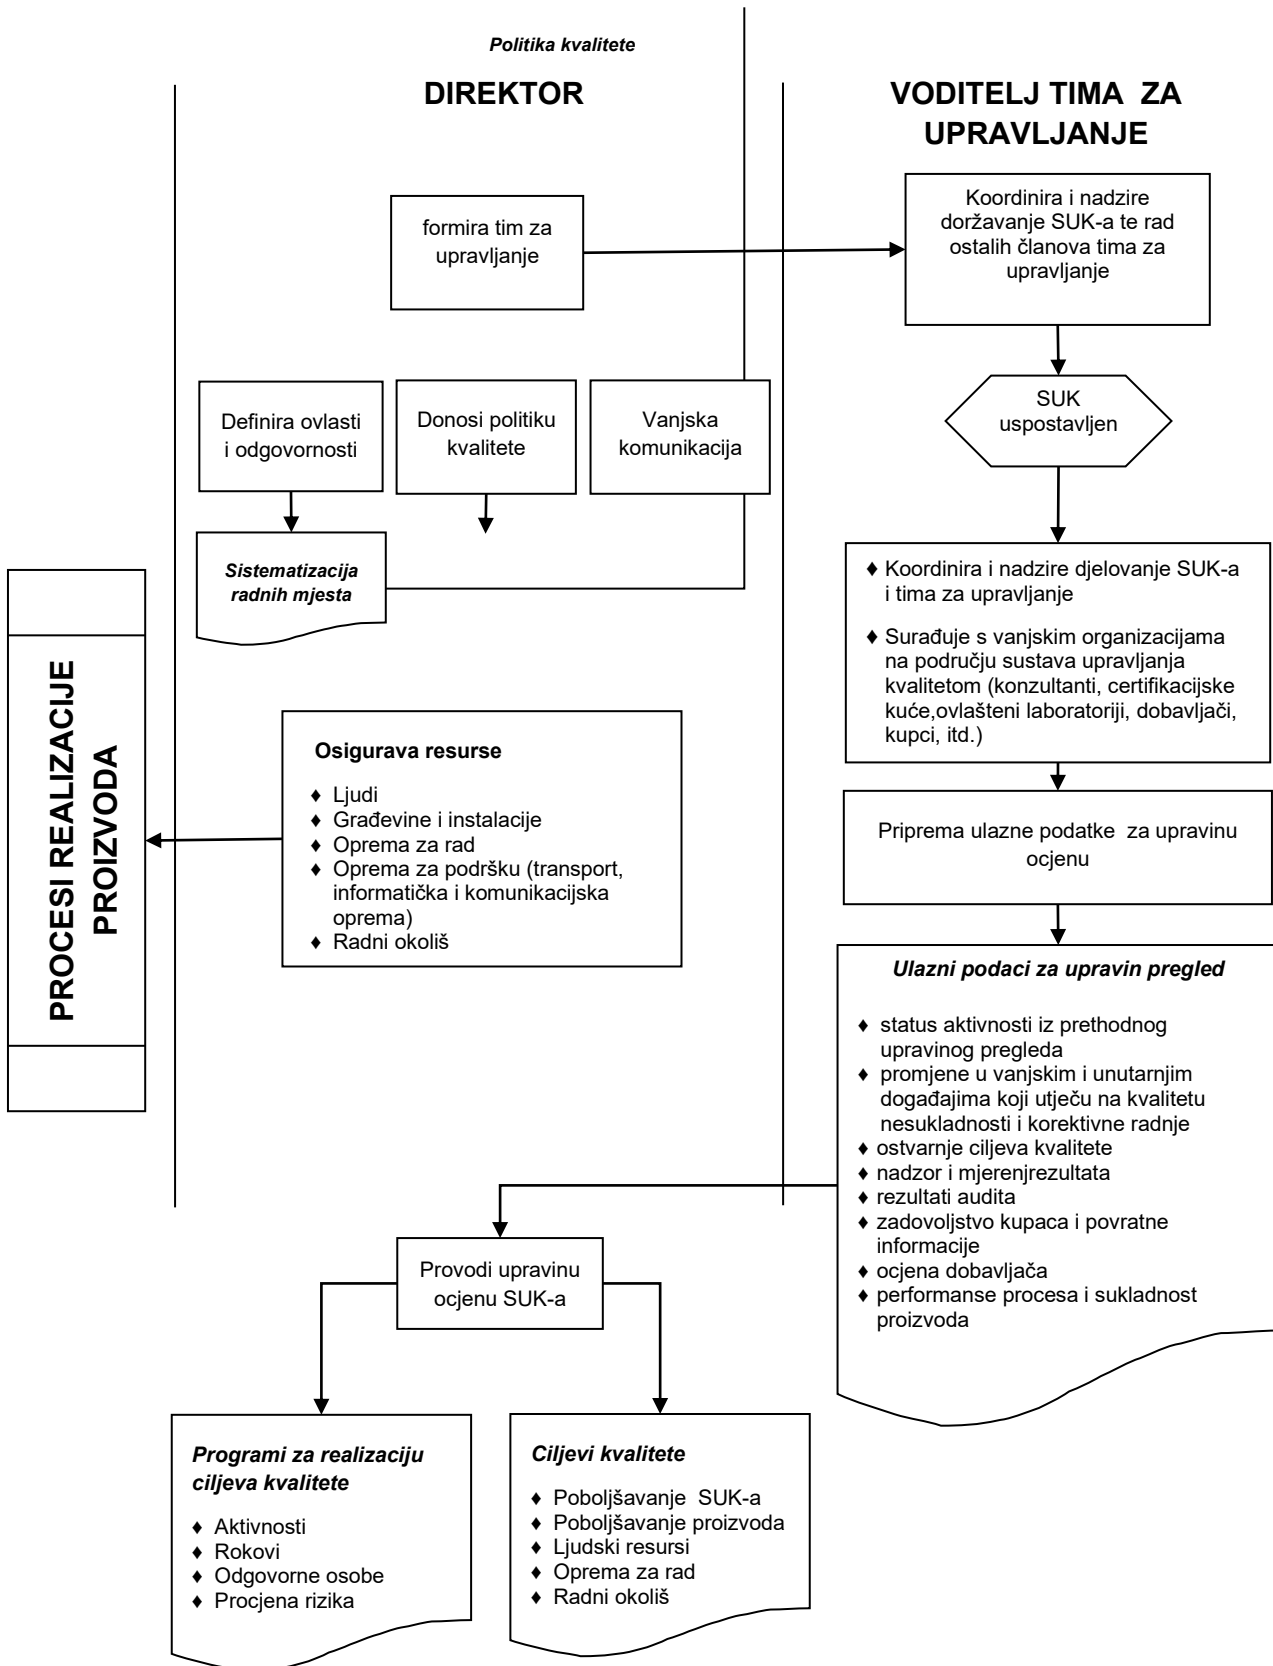 Politika kvalitete
DIREKTOR
VODITELJ TIMA ZA
UPRAVLJANJE
formira tim za
upravljanje
Koordinira i nadzire
doržavanje SUK-a te rad
ostalih članova tima za
upravljanje
Definira ovlasti
i odgovornosti
Donosi politiku
kvalitete
Vanjska
komunikacija
SUK
uspostavljen
Sistematizacija
radnih mjesta
♦ Koordinira i nadzire djelovanje SUK-a
i tima za upravljanje
♦ Surađuje s vanjskim organizacijama
na području sustava upravljanja
kvalitetom (konzultanti, certifikacijske
kuće,ovlašteni laboratoriji, dobavljači,
kupci, itd.)
PROCESI REALIZACIJE
PROIZVODA
Osigurava resurse
♦ Ljudi
♦ Građevine i instalacije
♦ Oprema za rad
♦ Oprema za podršku (transport,
informatička i komunikacijska
oprema)
♦ Radni okoliš
Priprema ulazne podatke za upravinu
ocjenu
Ulazni podaci za upravin pregled
♦ status aktivnosti iz prethodnog
upravinog pregleda
♦ promjene u vanjskim i unutarnjim
događajima koji utječu na kvalitetu
nesukladnosti i korektivne radnje
♦ ostvarnje ciljeva kvalitete
♦ nadzor i mjerenjrezultata
♦ rezultati audita
♦ zadovoljstvo kupaca i povratne
informacije
♦ ocjena dobavljača
♦ performanse procesa i sukladnost
proizvoda
Provodi upravinu
ocjenu SUK-a
Programi za realizaciju
ciljeva kvalitete
♦ Aktivnosti
♦ Rokovi
♦ Odgovorne osobe
♦ Procjena rizika
Ciljevi kvalitete
♦ Poboljšavanje SUK-a
♦ Poboljšavanje proizvoda
♦ Ljudski resursi
♦ Oprema za rad
♦ Radni okoliš